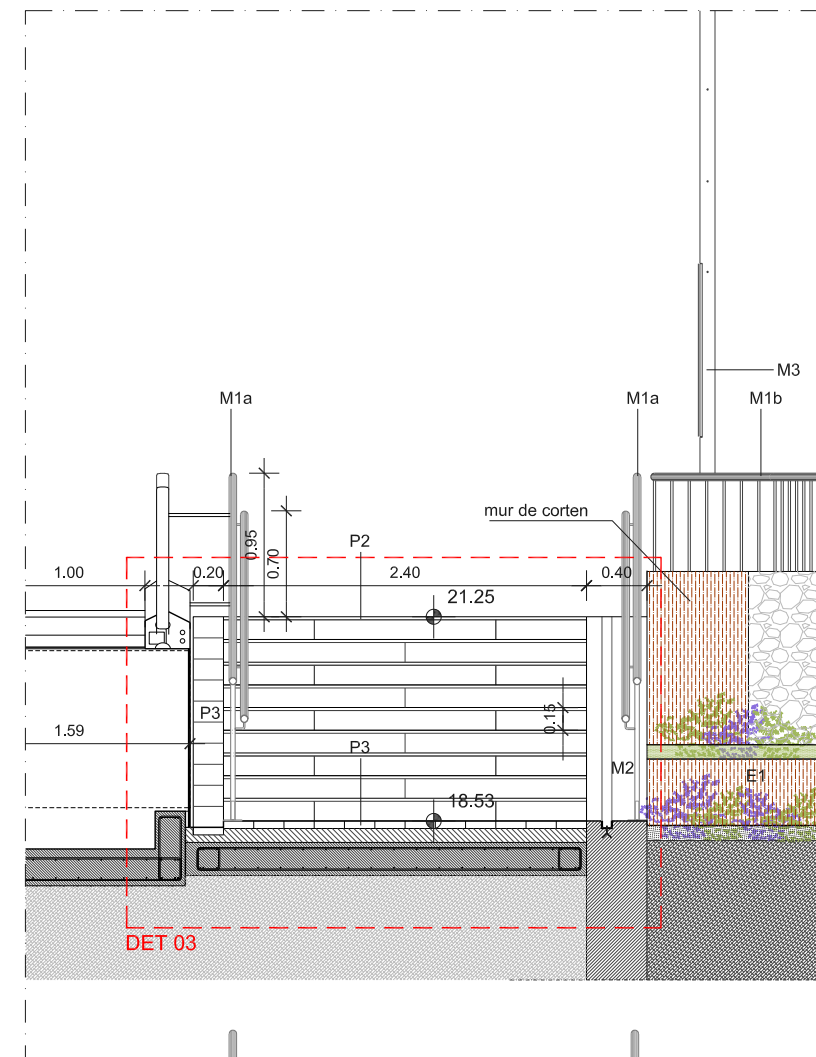 M3
M1a
M1a
M1b
mur de corten
0.95
0.70
P2
1.00
0.20
2.40
0.40
21.25
P3
0.15
1.59
P3
M2
E1
18.53
DET 03